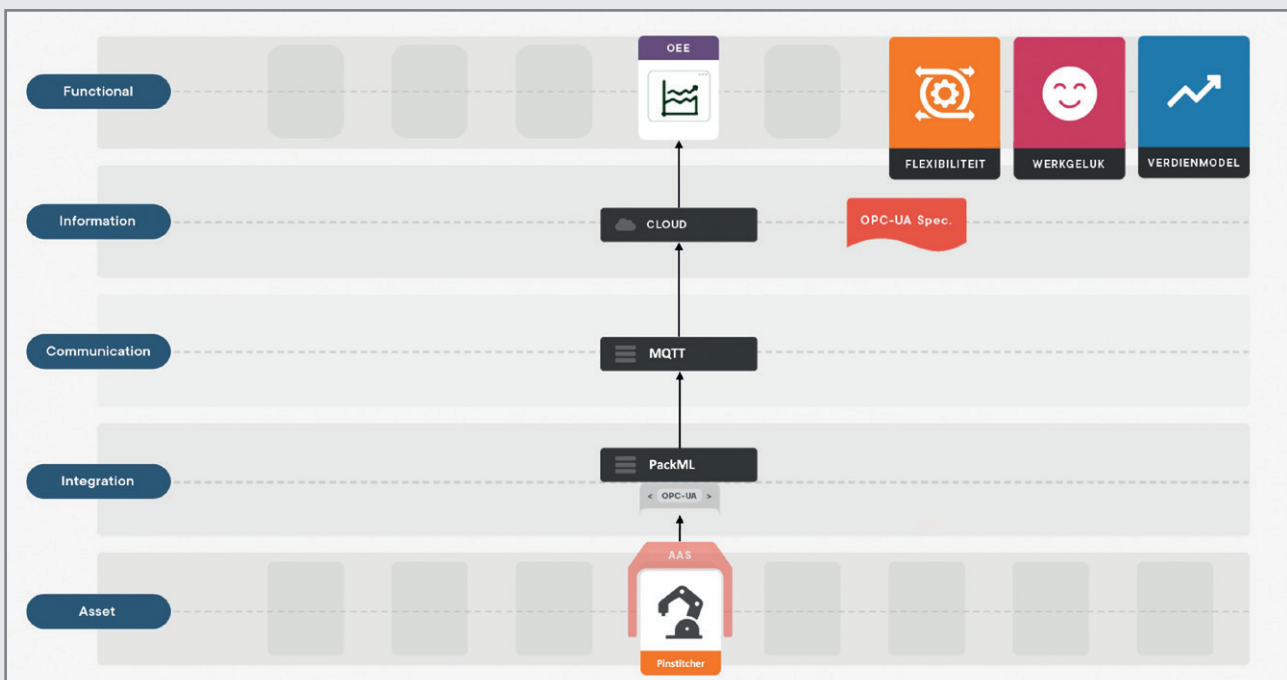 OEE
Functional
FLEXIBILITEIT
WERKGELUK
VERDIENMODEL
Information
CLOUD
OPC-UA Spec.
Communication
MQTT
Integration
PackML
< OPC-UA >
AAS
Asset
Pinstitcher